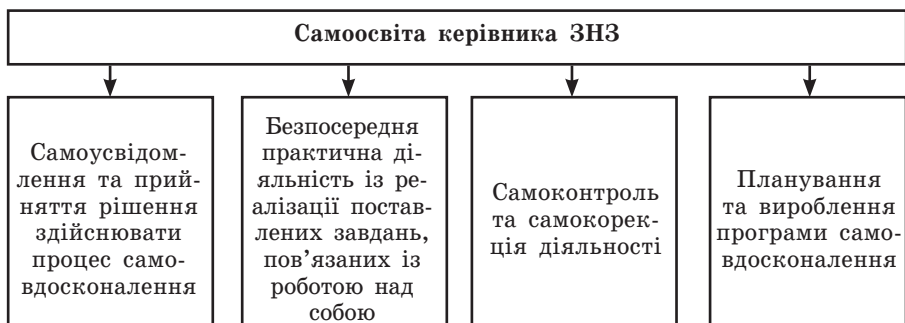 Самоосвіта керівника ЗНЗ
Самоусвідом-
лення та прий-
няття рішення
здійснювати
процес само-
вдосконалення
Безпосередня
практична ді-
яльність із ре-
алізації постав-
лених завдань,
пов’язаних із
роботою над
собою
Самоконтроль
та самокорек-
ція діяльності
Планування
та вироблення
програми само-
вдосконалення